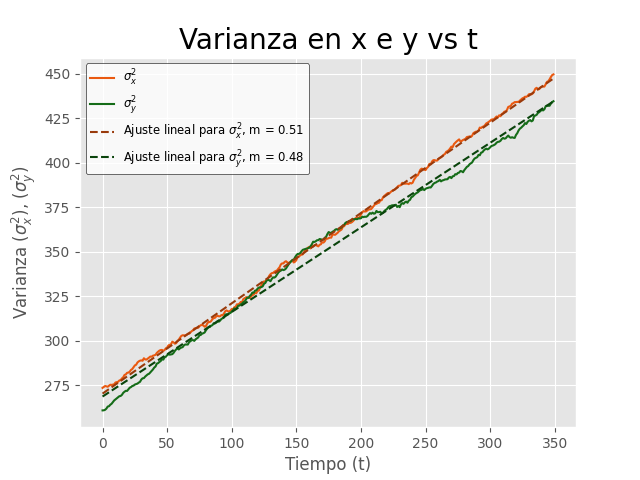 Varianza en x e y vs t
σ²ₓ
σ²ᵧ
Ajuste lineal para σ²ₓ, m = 0.51
Ajuste lineal para σ²ᵧ, m = 0.48
Varianza (σ²ₓ), (σ²ᵧ)
450
425
400
375
350
325
300
275
0 50 100 150 200 250 300 350
Tiempo (t)